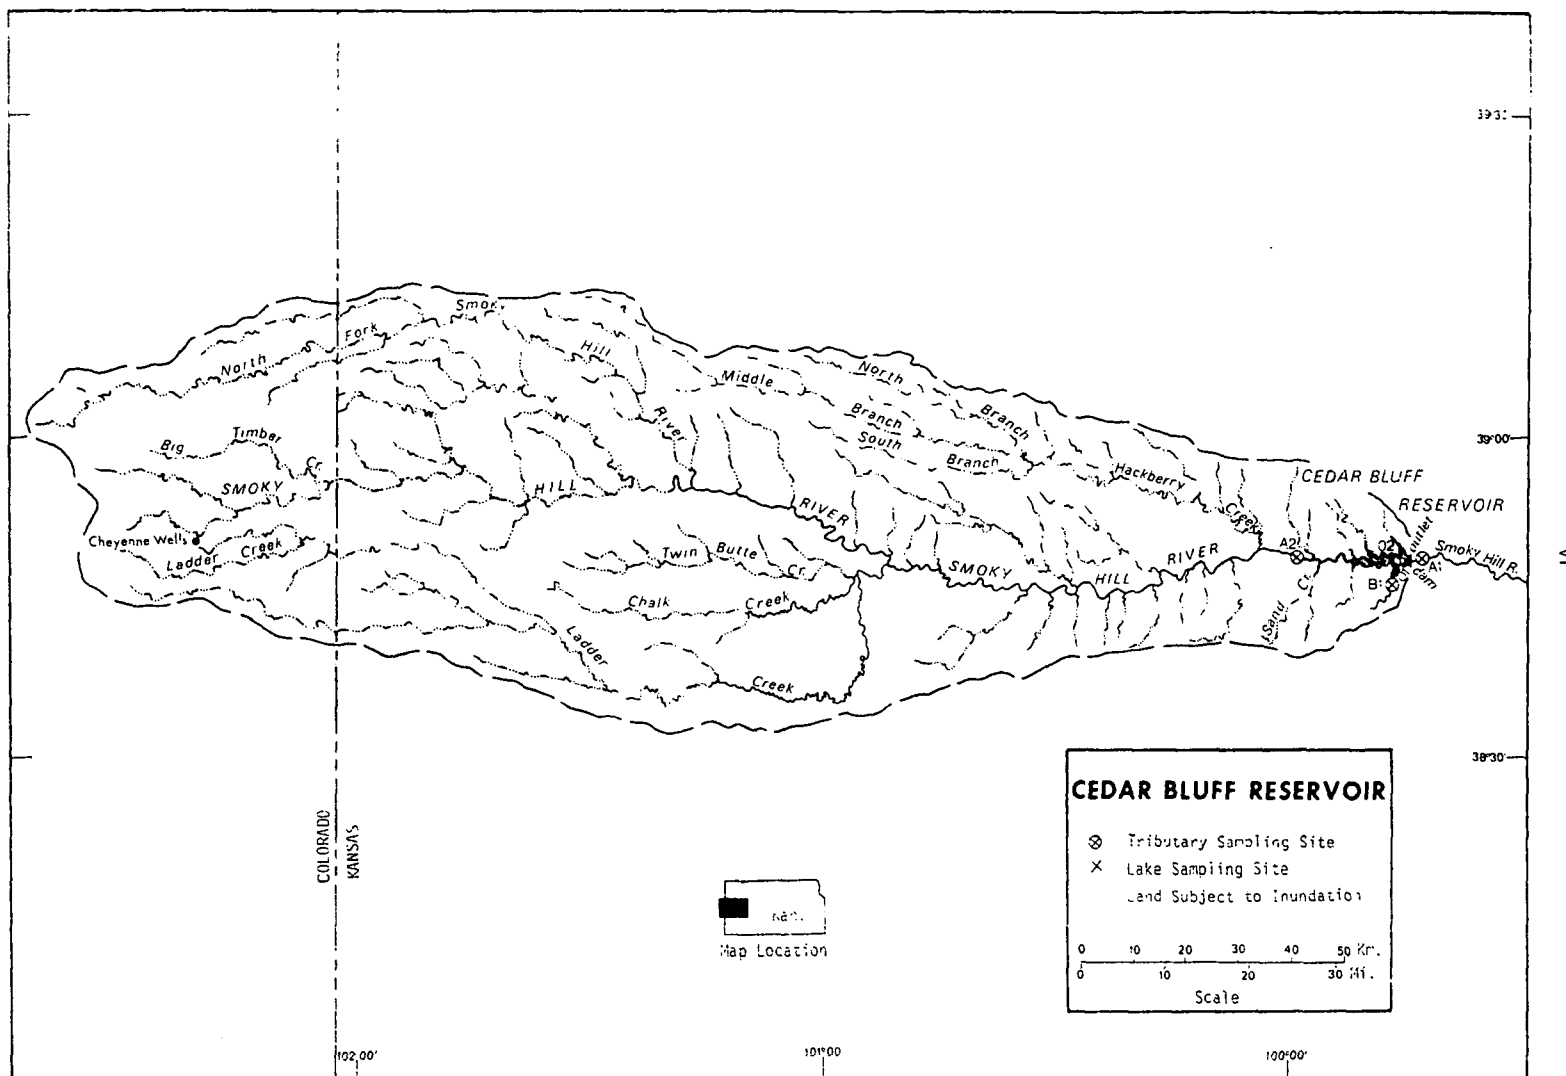 North Fork Smoky Hill River
Middle Branch
North Branch
South Branch
Hackberry Creek
Big Timber Cr.
SMOKY HILL RIVER
Cheyenne Wells
Ladder Creek
Twin Butte Cr.
Chalk Creek
Ladder Creek
SMOKY HILL RIVER
Sand Cr.
CEDAR BLUFF
RESERVOIR
A2
Smoky Hill R.
dam
39°00'
38°30'
COLORADO
KANSAS
CEDAR BLUFF RESERVOIR
Tributary Sampling Site
Lake Sampling Site
Land Subject to Inundation
0 10 20 30 40 50 Km.
0 10 20 30 Mi.
Scale
Map Location
102°00'
101°00
100°00'